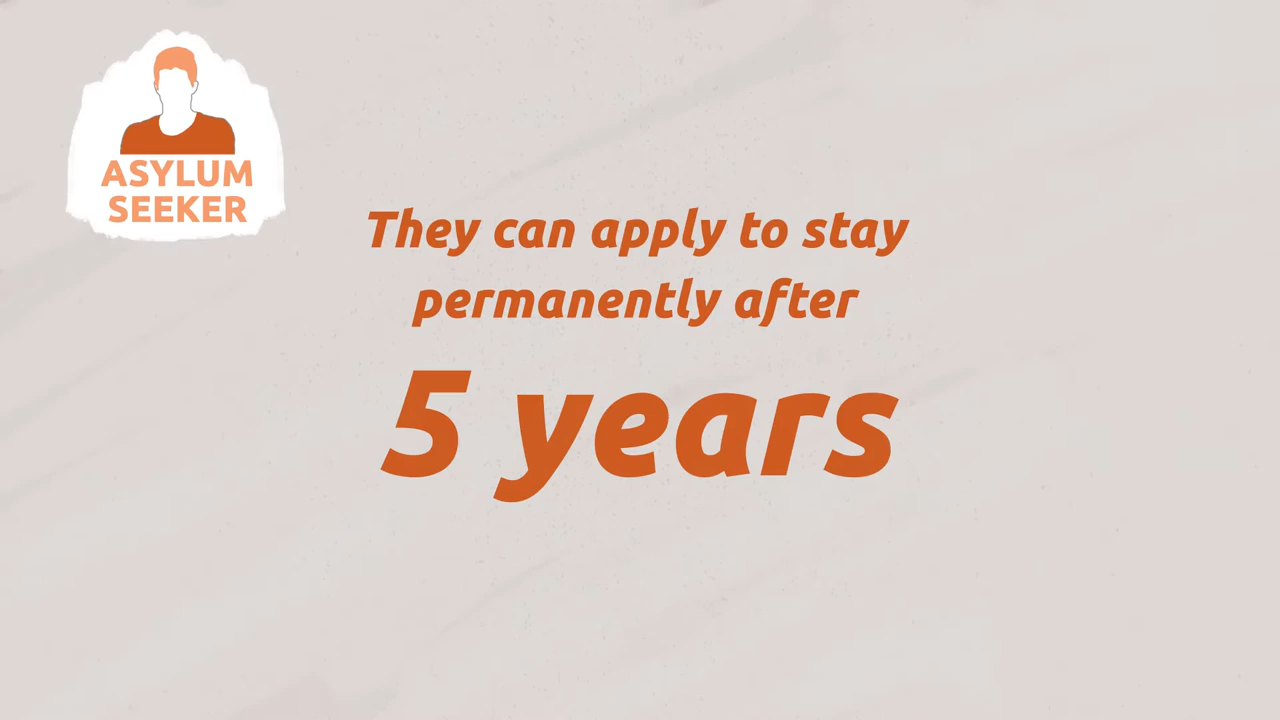 ASYLUM
SEEKER
They can apply to stay
permanently after
5 years